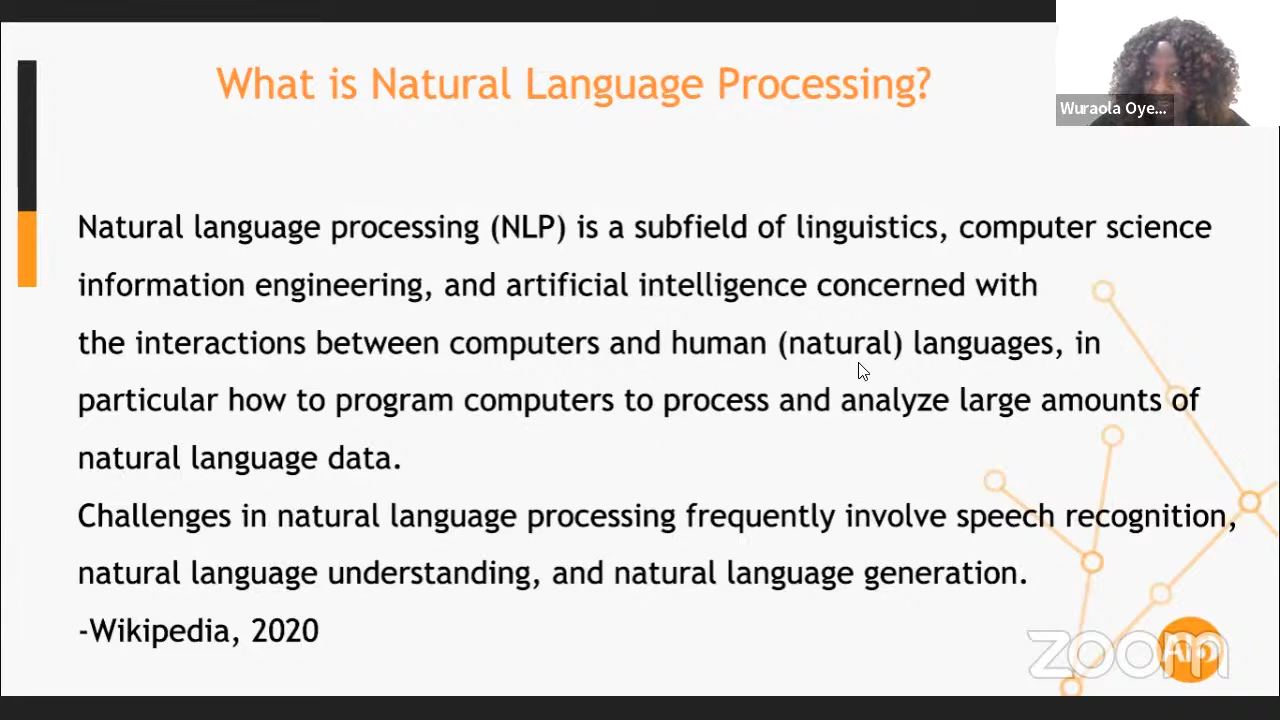 What is Natural Language Processing?
Wuraola Oye...
Natural language processing (NLP) is a subfield of linguistics, computer science
information engineering, and artificial intelligence concerned with
the interactions between computers and human (natural) languages, in
particular how to program computers to process and analyze large amounts of
natural language data.
Challenges in natural language processing frequently involve speech recognition,
natural language understanding, and natural language generation.
-Wikipedia, 2020
zoom